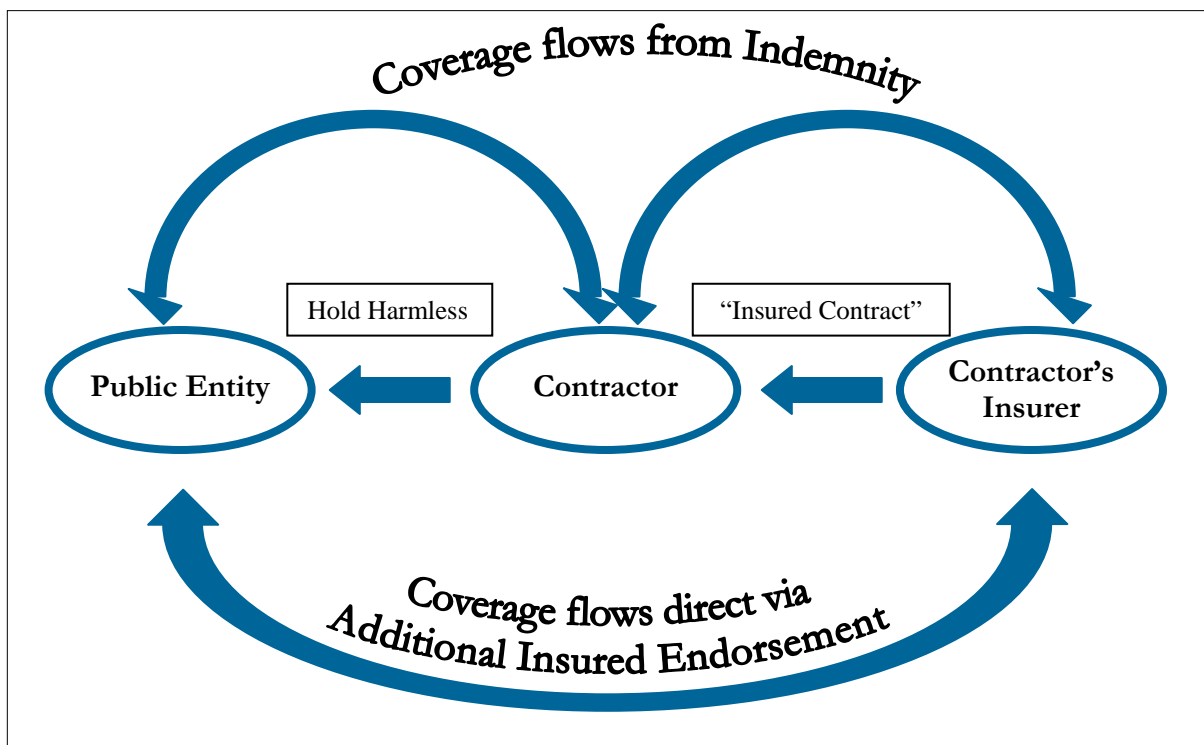 Coverage flows from Indemnity
Hold Harmless
“Insured Contract”
Public Entity
Contractor
Contractor’s
Insurer
Coverage flows direct via
Additional Insured Endorsement